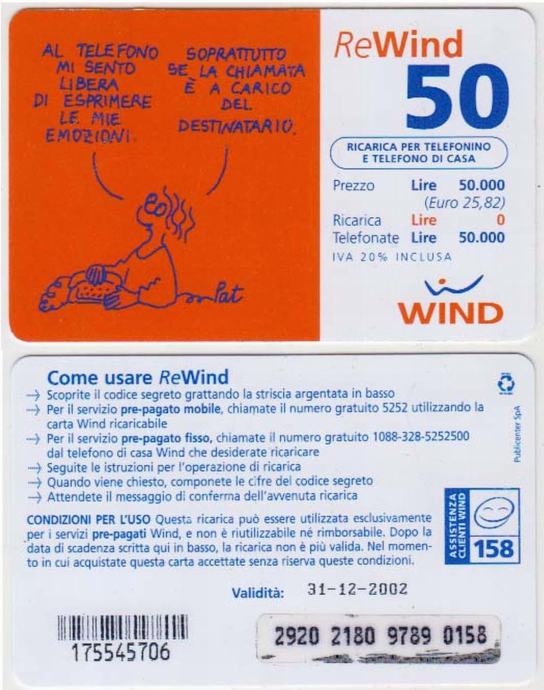 AL TELEFONO
MI SENTO
LIBERA
DI ESPRIMERE
LE MIE
EMOZIONI.
SOPRATTUTTO
SE LA CHIAMATA
È A CARICO
DEL
DESTINATARIO.
Pat
ReWind
50
RICARICA PER TELEFONINO
E TELEFONO DI CASA
Prezzo Lire 50.000
(Euro 25,82)
Ricarica Lire 0
Telefonate Lire 50.000
IVA 20% INCLUSA
WIND
Come usare ReWind
→ Scoprite il codice segreto grattando la striscia argentata in basso
→ Per il servizio pre-pagato mobile, chiamate il numero gratuito 5252 utilizzando la
carta Wind ricaricabile
→ Per il servizio pre-pagato fisso, chiamate il numero gratuito 1088-328-5252500
dal telefono di casa Wind che desiderate ricaricare
→ Seguite le istruzioni per l'operazione di ricarica
→ Quando viene chiesto, componete le cifre del codice segreto
→ Attendete il messaggio di conferma dell'avvenuta ricarica
Publicenter SpA
CONDIZIONI PER L'USO Questa ricarica può essere utilizzata esclusivamente
per i servizi pre-pagati Wind, e non è riutilizzabile né rimborsabile. Dopo la
data di scadenza scritta qui in basso, la ricarica non è più valida. Nel momen-
to in cui acquistate questa carta accettate senza riserva queste condizioni.
ASSISTENZA
CLIENTI WIND
158
Validità: 31-12-2002
175545706
2920 2180 9789 0158